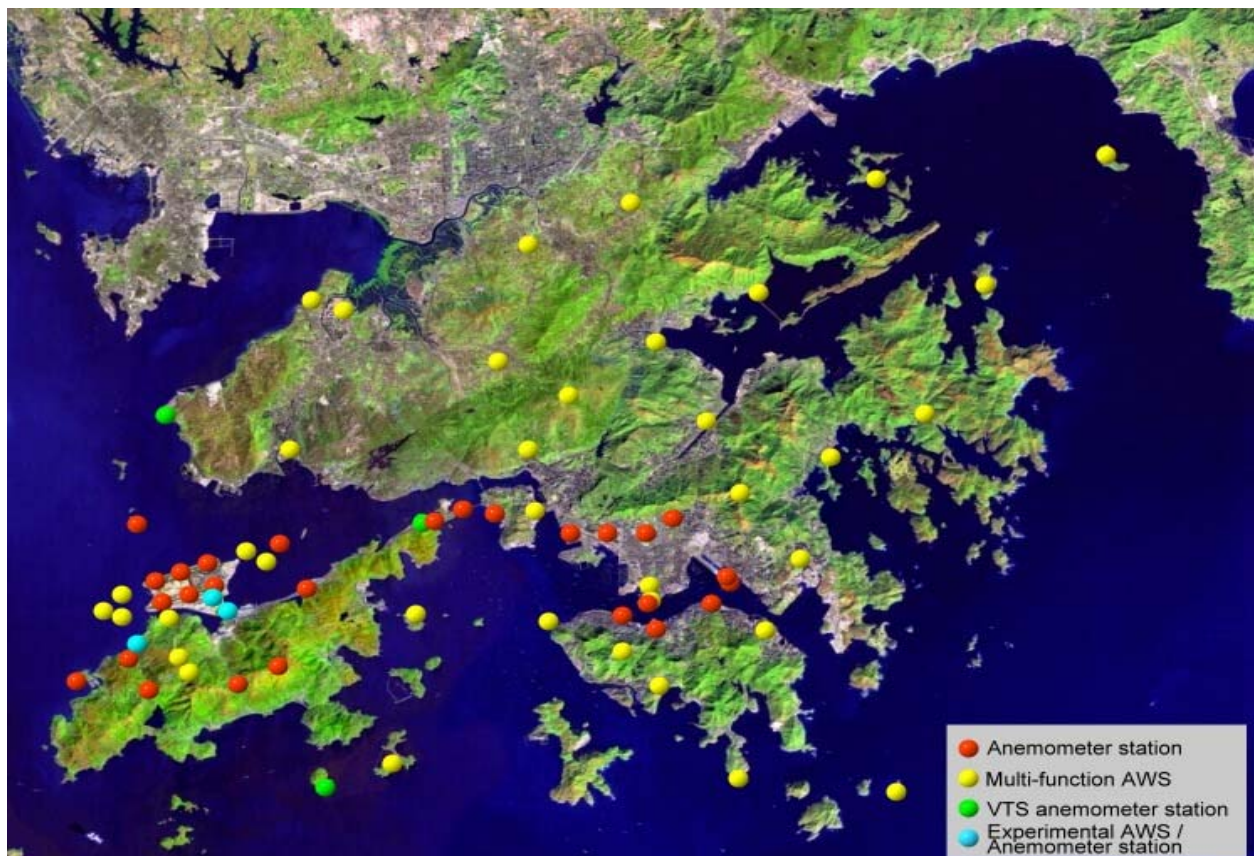 Anemometer station
Multi-function AWS
VTS anemometer station
Experimental AWS /
Anemometer station